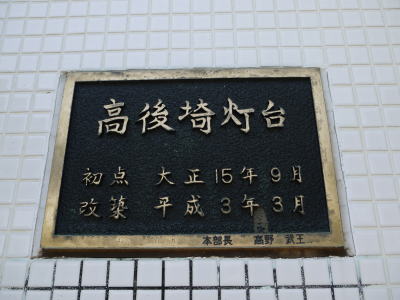 高後埼灯台
初点 大正15年9月
改築 平成3年3月
本部長 高野 武王